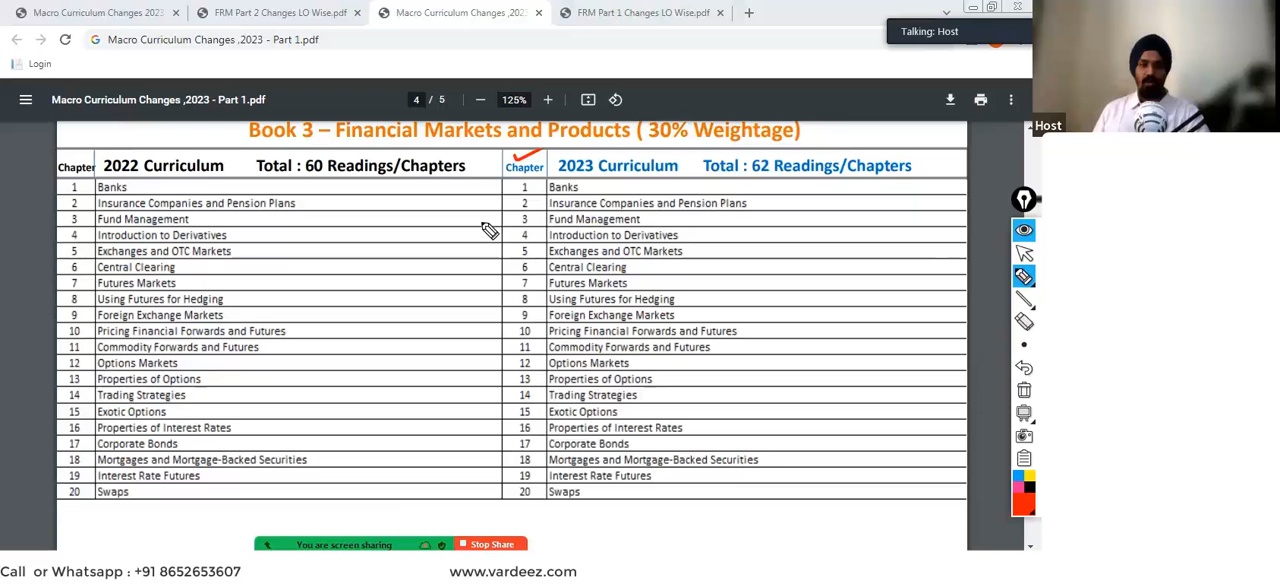 Macro Curriculum Changes 2023
FRM Part 2 Changes LO Wise.pdf
Macro Curriculum Changes ,2023
FRM Part 1 Changes LO Wise.pdf
Macro Curriculum Changes ,2023 - Part 1.pdf
Talking: Host
Login
Macro Curriculum Changes ,2023 - Part 1.pdf
4 / 5
125%
Host
Book 3 – Financial Markets and Products ( 30% Weightage)
Chapter 2022 Curriculum Total : 60 Readings/Chapters Chapter 2023 Curriculum Total : 62 Readings/Chapters
1 Banks 1 Banks
2 Insurance Companies and Pension Plans 2 Insurance Companies and Pension Plans
3 Fund Management 3 Fund Management
4 Introduction to Derivatives 4 Introduction to Derivatives
5 Exchanges and OTC Markets 5 Exchanges and OTC Markets
6 Central Clearing 6 Central Clearing
7 Futures Markets 7 Futures Markets
8 Using Futures for Hedging 8 Using Futures for Hedging
9 Foreign Exchange Markets 9 Foreign Exchange Markets
10 Pricing Financial Forwards and Futures 10 Pricing Financial Forwards and Futures
11 Commodity Forwards and Futures 11 Commodity Forwards and Futures
12 Options Markets 12 Options Markets
13 Properties of Options 13 Properties of Options
14 Trading Strategies 14 Trading Strategies
15 Exotic Options 15 Exotic Options
16 Properties of Interest Rates 16 Properties of Interest Rates
17 Corporate Bonds 17 Corporate Bonds
18 Mortgages and Mortgage-Backed Securities 18 Mortgages and Mortgage-Backed Securities
19 Interest Rate Futures 19 Interest Rate Futures
20 Swaps 20 Swaps
You are screen sharing
Stop Share
Call or Whatsapp : +91 8652653607
www.vardeez.com